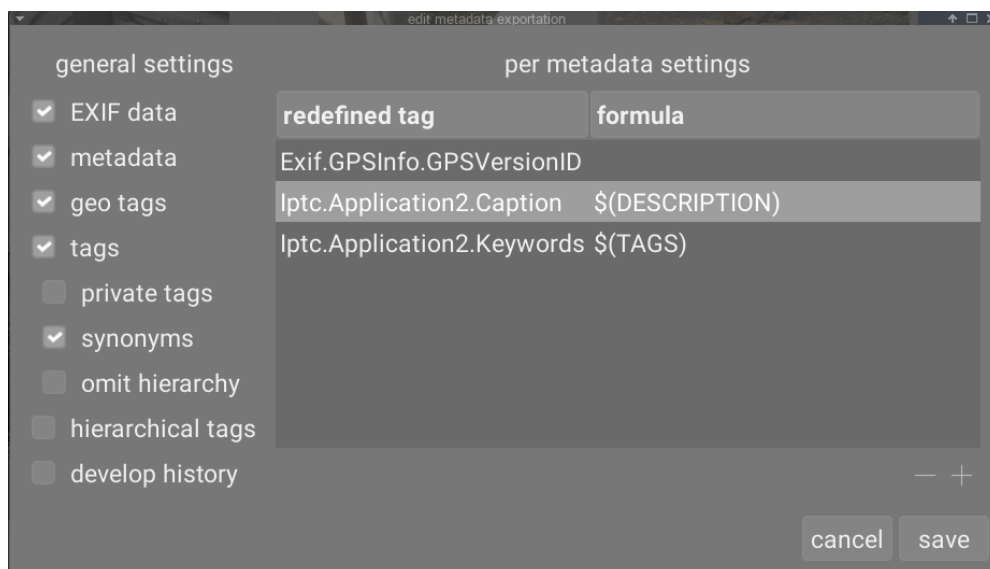 edit metadata exportation
general settings
per metadata settings
EXIF data
metadata
geo tags
tags
private tags
synonyms
omit hierarchy
hierarchical tags
develop history
redefined tag formula
Exif.GPSInfo.GPSVersionID
Iptc.Application2.Caption $(DESCRIPTION)
Iptc.Application2.Keywords $(TAGS)
cancel save